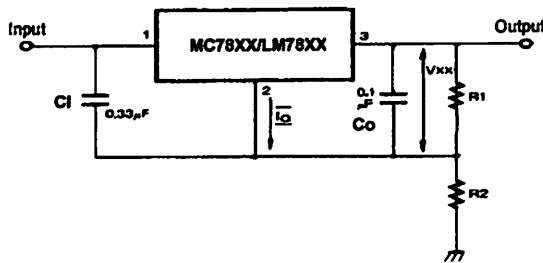 Input
Output
1
MC78XX/LM78XX
3
2
CI
0.33µF
IQ
0.1
µF
Co
Vxx
R1
R2